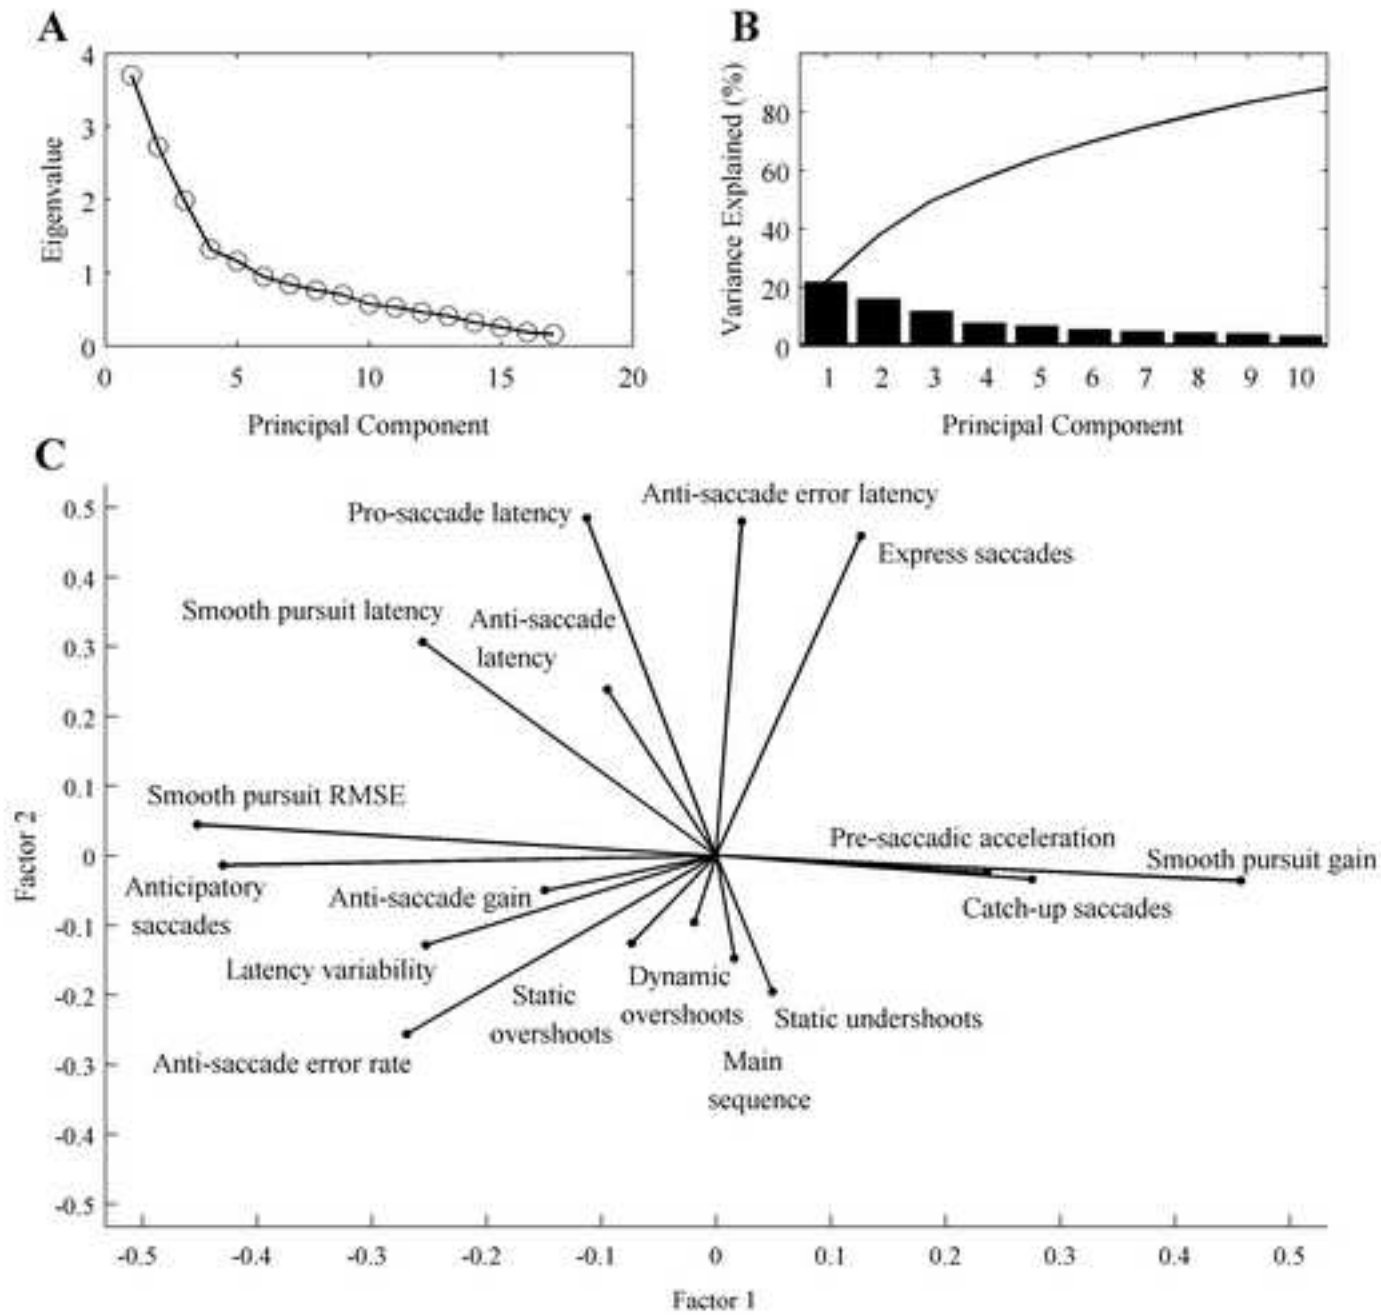 A
B
4
3
2
1
0
Eigenvalue
0 5 10 15 20
Principal Component
80
60
40
20
0
Variance Explained (%)
1 2 3 4 5 6 7 8 9 10
Principal Component
C
0.5
0.4
0.3
0.2
0.1
0
-0.1
-0.2
-0.3
-0.4
-0.5
Factor 2
Anti-saccade error latency
Pro-saccade latency
Express saccades
Smooth pursuit latency
Anti-saccade
latency
Smooth pursuit RMSE
Pre-saccadic acceleration
Smooth pursuit gain
Anticipatory
saccades
Anti-saccade gain
Catch-up saccades
Latency variability
Dynamic
overshoots
Static
overshoots
Static undershoots
Anti-saccade error rate
Main
sequence
-0.5 -0.4 -0.3 -0.2 -0.1 0 0.1 0.2 0.3 0.4 0.5
Factor 1